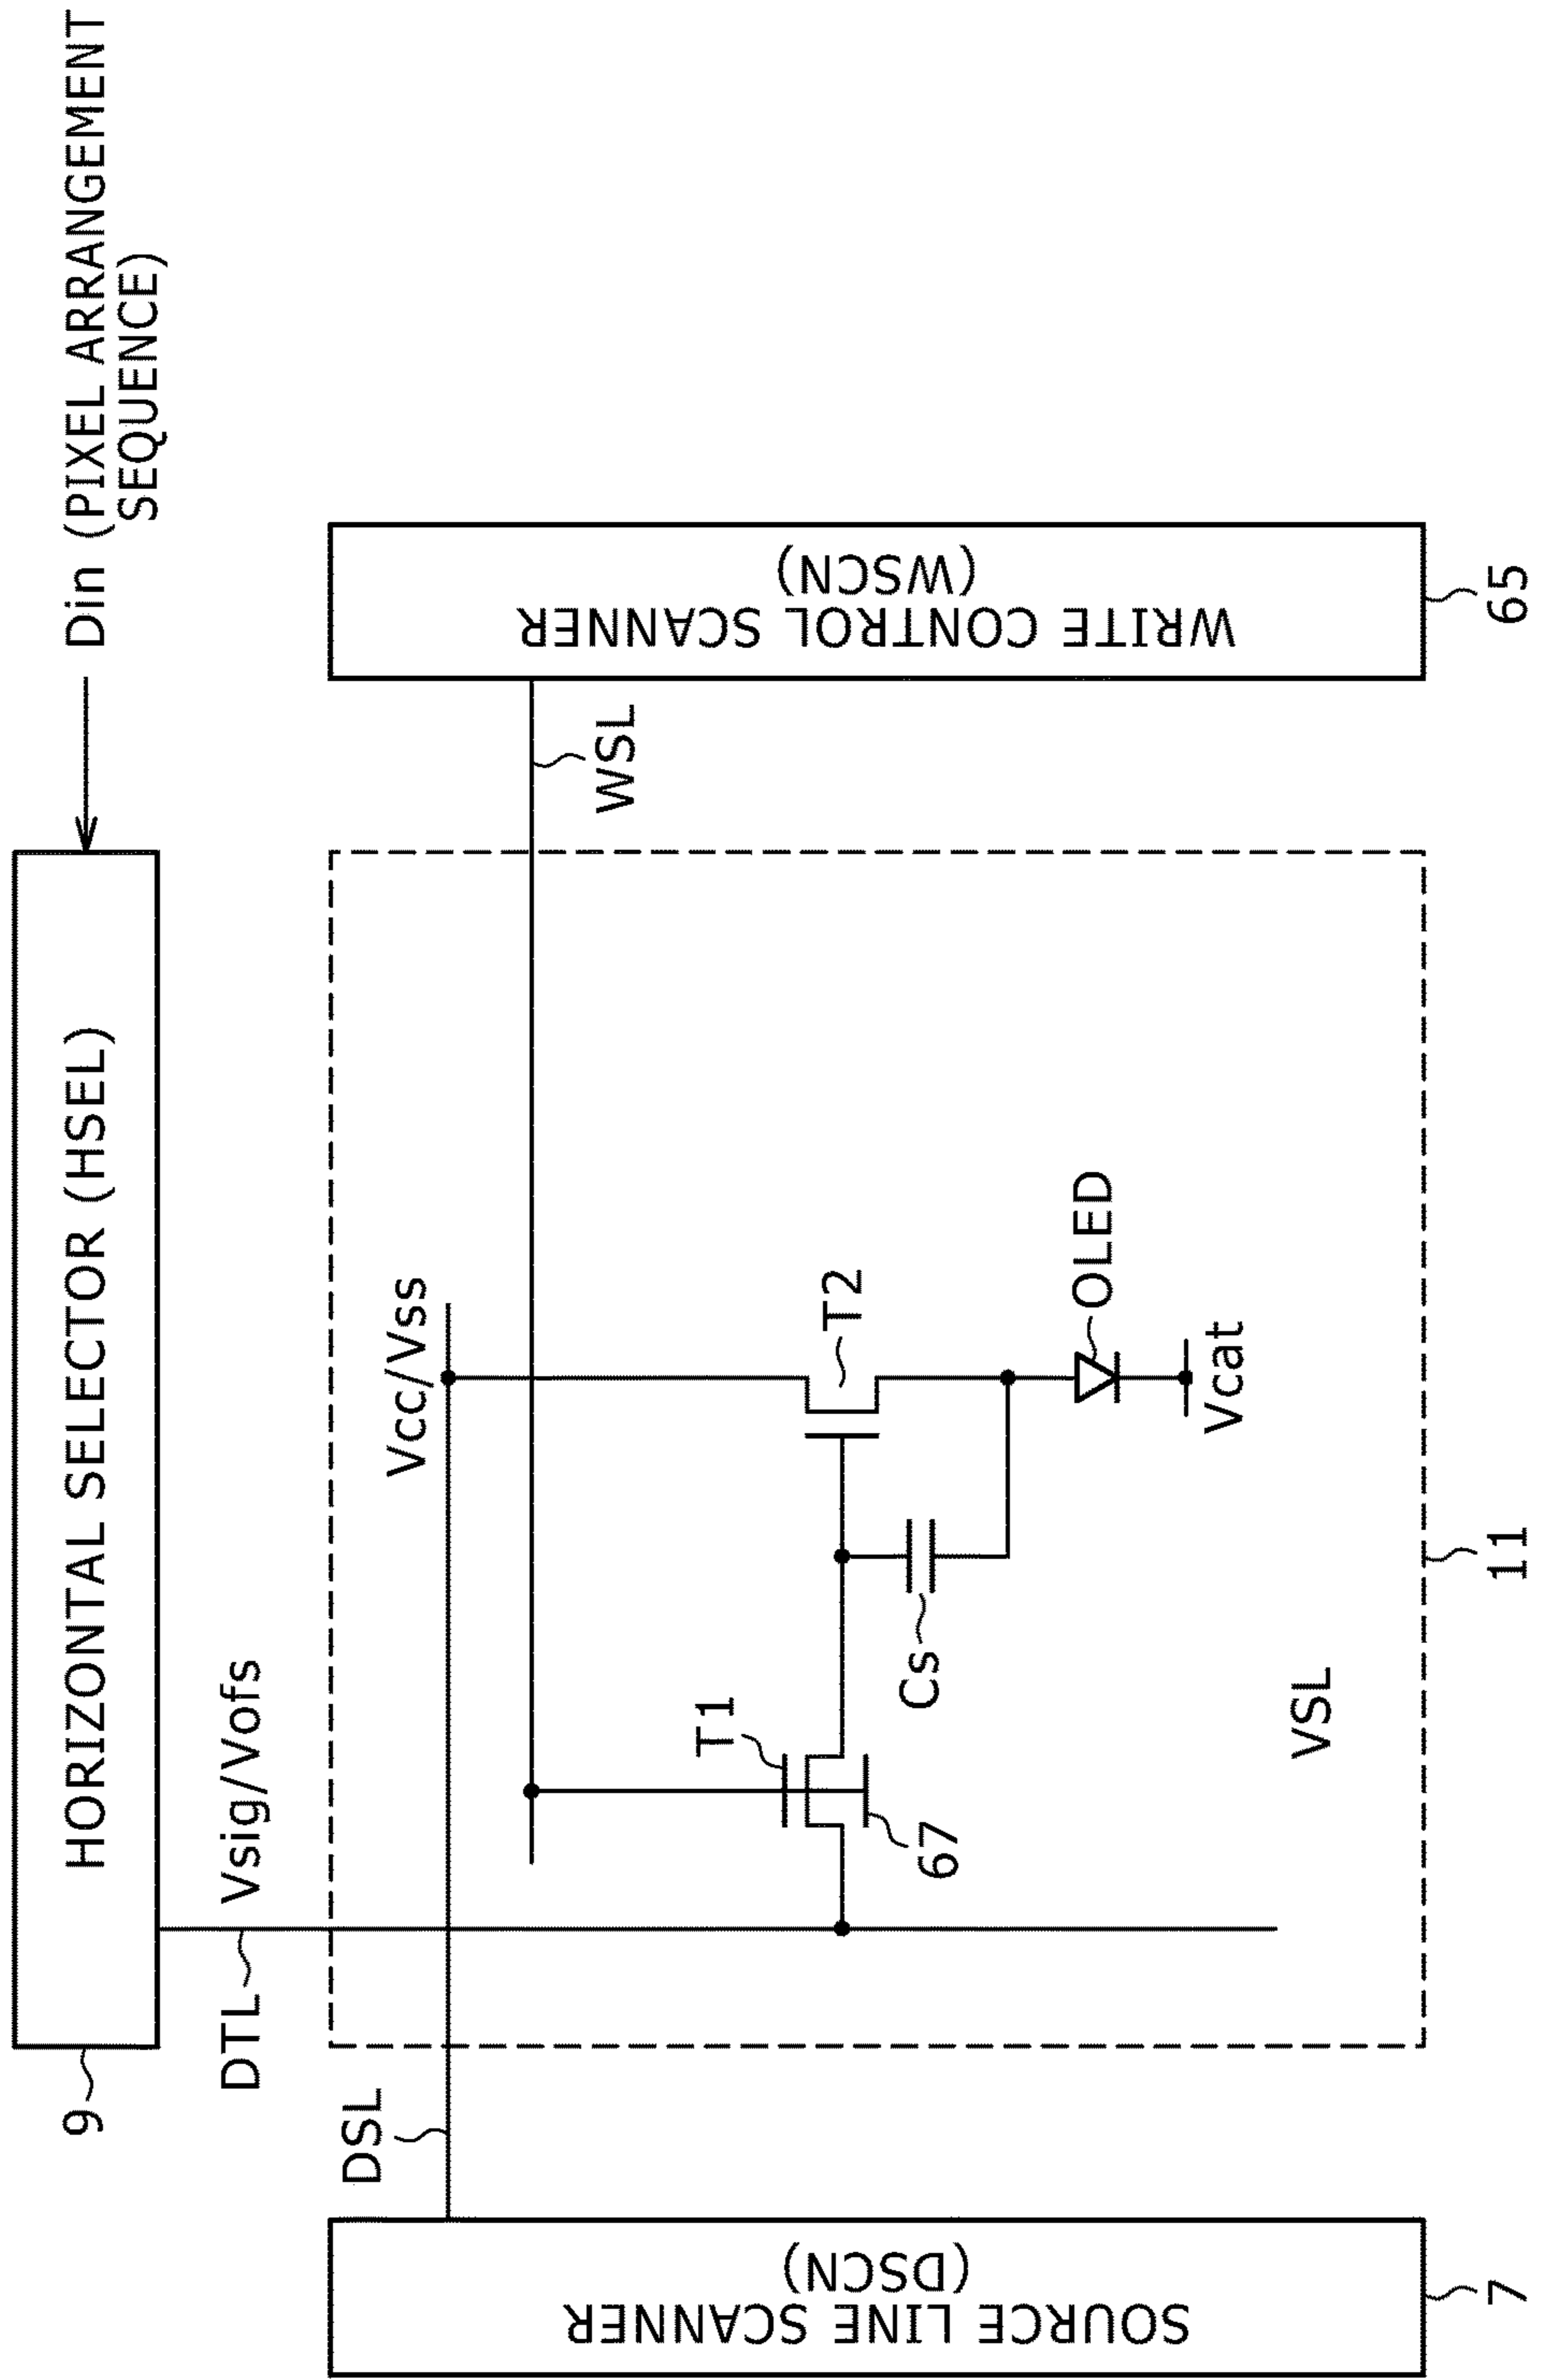 Din (PIXEL ARRANGEMENT
SEQUENCE)
HORIZONTAL SELECTOR (HSEL)
9
DTL
Vsig/Vofs
DSL
Vcc/Vss
WSL
SOURCE LINE SCANNER
(DSCN)
7
WRITE CONTROL SCANNER
(WSCN)
65
T1
67
Cs
T2
OLED
Vcat
VSL
11